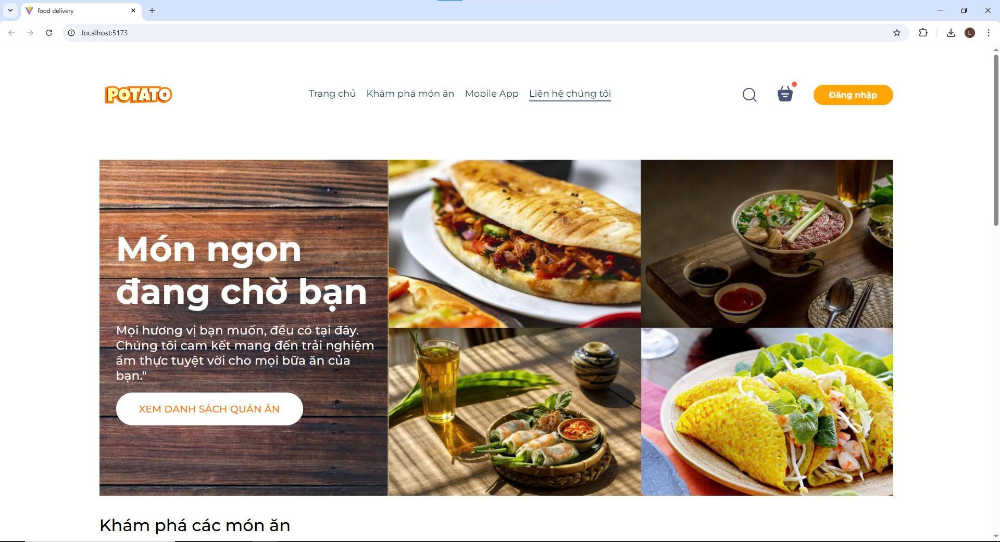 food delivery
localhost:5173
L
POTATO
Trang chủ Khám phá món ăn Mobile App Liên hệ chúng tôi
Đăng nhập
Món ngon
đang chờ bạn
Mọi hương vị bạn muốn, đều có tại đây.
Chúng tôi cam kết mang đến trải nghiệm
ẩm thực tuyệt vời cho mọi bữa ăn của
bạn."
XEM DANH SÁCH QUÁN ĂN
Khám phá các món ăn